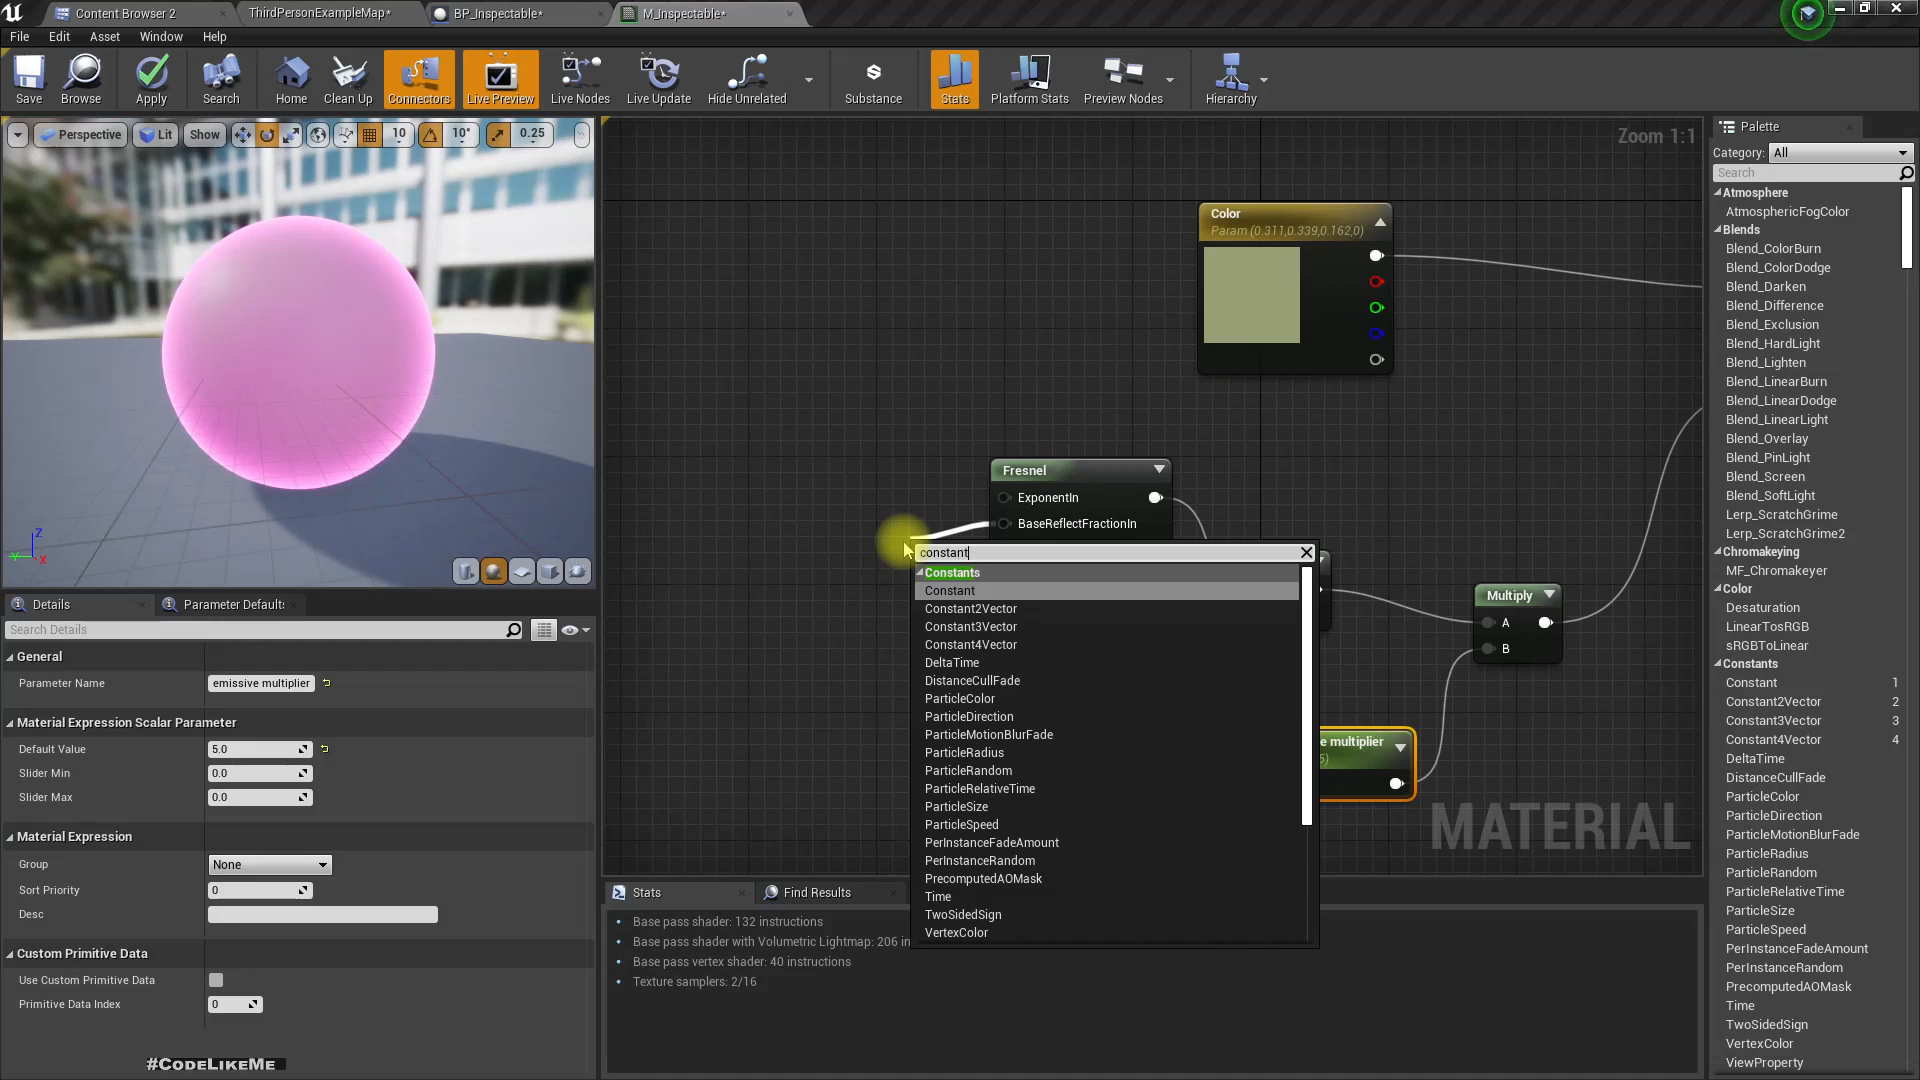 Content Browser 2
ThirdPersonExampleMap*
BP_Inspectable*
M_Inspectable*
File
Edit
Asset
Window
Help
Save
Browse
Apply
Search
Home
Clean Up
Connectors
Live Preview
Live Nodes
Live Update
Hide Unrelated
Substance
Stats
Platform Stats
Preview Nodes
Hierarchy
Perspective
Lit
Show
10
10°
0.25
Z
Y
X
Zoom 1:1
Color
Param (0.311,0.339,0.162,0)
Fresnel
ExponentIn
BaseReflectFractionIn
Multiply
A
B
e multiplier
5)
MATERIAL
constant
Constants
Constant
Constant2Vector
Constant3Vector
Constant4Vector
DeltaTime
DistanceCullFade
ParticleColor
ParticleDirection
ParticleMotionBlurFade
ParticleRadius
ParticleRandom
ParticleRelativeTime
ParticleSize
ParticleSpeed
PerInstanceFadeAmount
PerInstanceRandom
PrecomputedAOMask
Time
TwoSidedSign
VertexColor
Details
Parameter Default
Search Details
General
Parameter Name
emissive multiplier
Material Expression Scalar Parameter
Default Value
5.0
Slider Min
0.0
Slider Max
0.0
Material Expression
Group
None
Sort Priority
0
Desc
Custom Primitive Data
Use Custom Primitive Data
Primitive Data Index
0
#CodeLikeMe
Stats
Find Results
Base pass shader: 132 instructions
Base pass shader with Volumetric Lightmap: 206 in
Base pass vertex shader: 40 instructions
Texture samplers: 2/16
Palette
Category:
All
Search
Atmosphere
AtmosphericFogColor
Blends
Blend_ColorBurn
Blend_ColorDodge
Blend_Darken
Blend_Difference
Blend_Exclusion
Blend_HardLight
Blend_Lighten
Blend_LinearBurn
Blend_LinearDodge
Blend_LinearLight
Blend_Overlay
Blend_PinLight
Blend_Screen
Blend_SoftLight
Lerp_ScratchGrime
Lerp_ScratchGrime2
Chromakeying
MF_Chromakeyer
Color
Desaturation
LinearTosRGB
sRGBToLinear
Constants
Constant 1
Constant2Vector 2
Constant3Vector 3
Constant4Vector 4
DeltaTime
DistanceCullFade
ParticleColor
ParticleDirection
ParticleMotionBlurFade
ParticleRadius
ParticleRandom
ParticleRelativeTime
ParticleSize
ParticleSpeed
PerInstanceFadeAmount
PerInstanceRandom
PrecomputedAOMask
Time
TwoSidedSign
VertexColor
ViewProperty